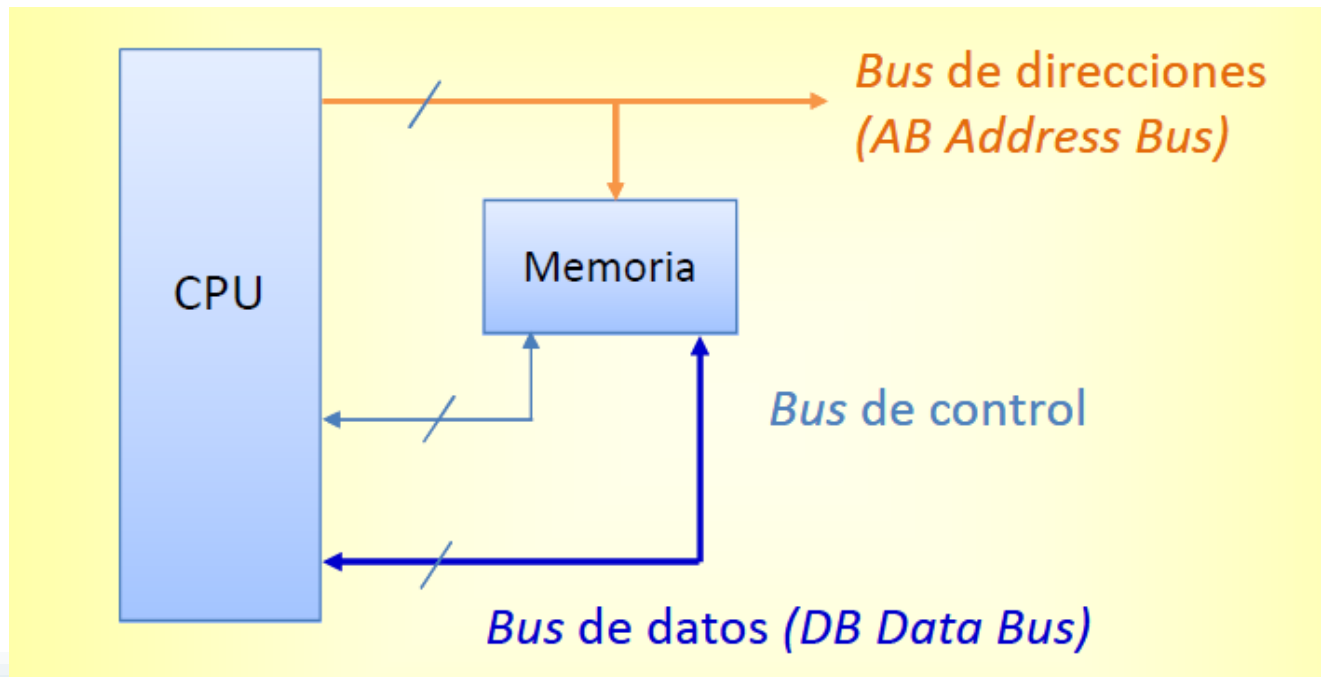 Bus de direcciones
(AB Address Bus)
CPU
Memoria
Bus de control
Bus de datos (DB Data Bus)